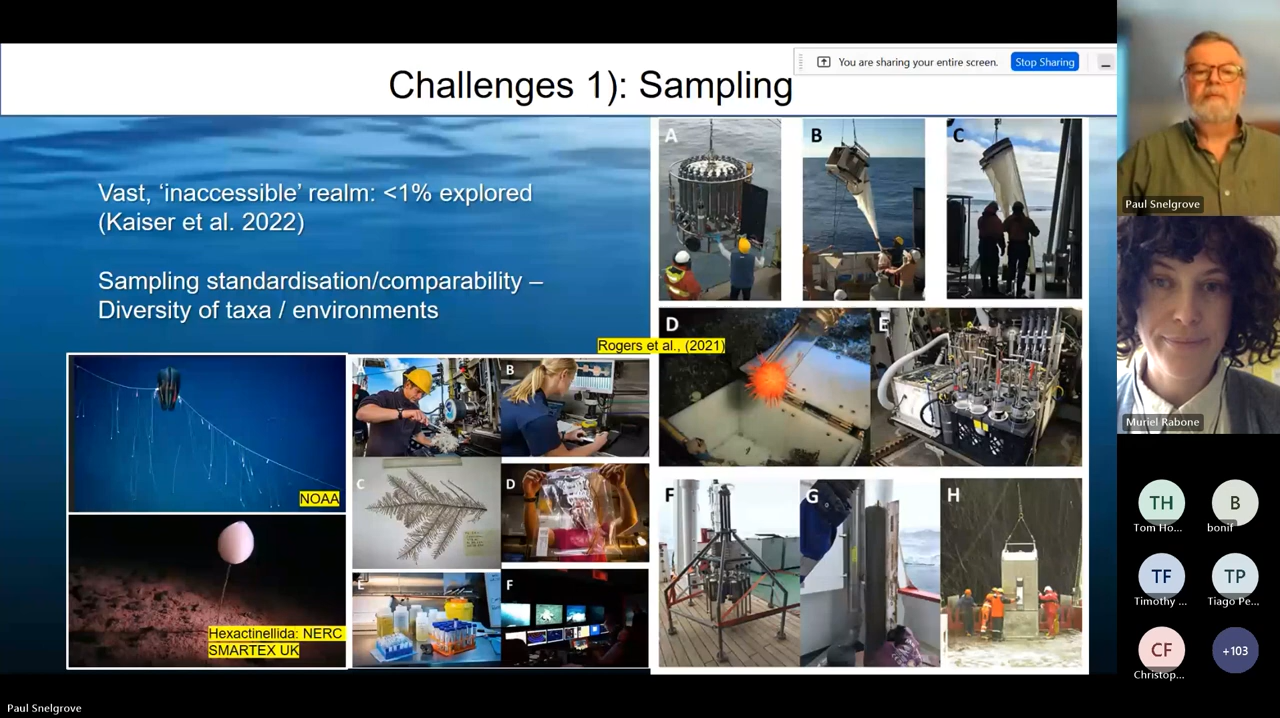 Challenges 1): Sampling
You are sharing your entire screen.
Stop Sharing
Vast, ‘inaccessible’ realm: <1% explored
(Kaiser et al. 2022)
Sampling standardisation/comparability –
Diversity of taxa / environments
Rogers et al., (2021)
NOAA
Hexactinellida: NERC
SMARTEX UK
A
B
C
D
E
F
A
B
C
D
E
F
G
H
Paul Snelgrove
Muriel Rabone
TH
Tom Ho...
B
bonif
TF
Timothy ...
TP
Tiago Pe...
CF
Christop...
+103
Paul Snelgrove